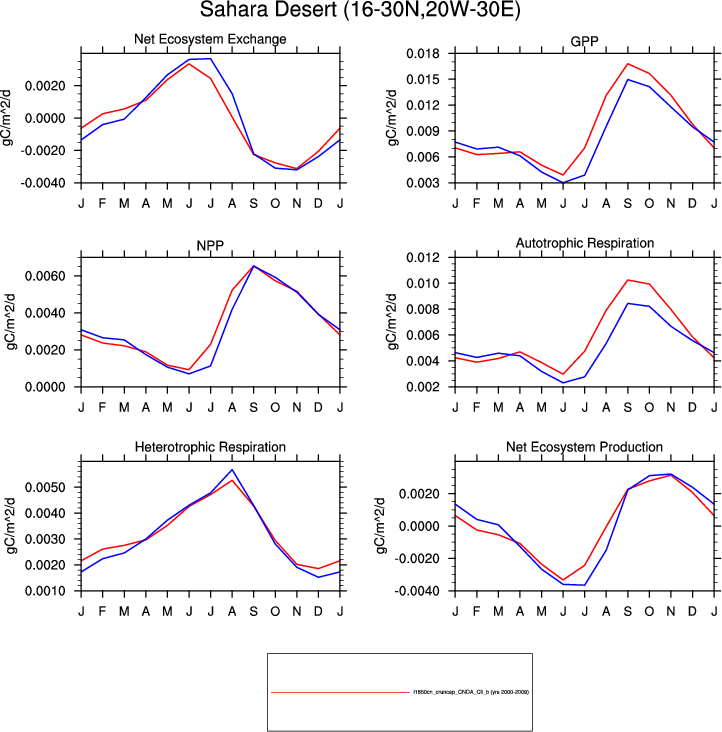 Sahara Desert (16-30N,20W-30E)
Net Ecosystem Exchange
gC/m^2/d
0.0020
0.0000
-0.0020
-0.0040
J F M A M J J A S O N D J
GPP
gC/m^2/d
0.018
0.015
0.012
0.009
0.006
0.003
J F M A M J J A S O N D J
NPP
gC/m^2/d
0.0060
0.0040
0.0020
0.0000
J F M A M J J A S O N D J
Autotrophic Respiration
gC/m^2/d
0.012
0.010
0.008
0.006
0.004
0.002
J F M A M J J A S O N D J
Heterotrophic Respiration
gC/m^2/d
0.0050
0.0040
0.0030
0.0020
0.0010
J F M A M J J A S O N D J
Net Ecosystem Production
gC/m^2/d
0.0020
0.0000
-0.0020
-0.0040
J F M A M J J A S O N D J
(yrs 2000-2009)